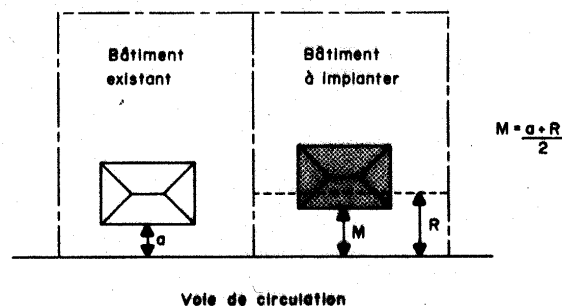 Bâtiment
existant
Bâtiment
à implanter
M = a + R
2
a
M
R
Voie de circulation